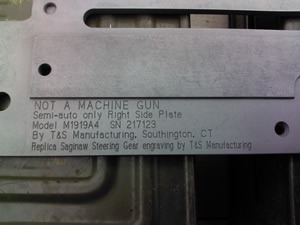 NOT A MACHINE GUN
Semi-auto only Right Side Plate
Model M1919A4 SN 217123
By T&S Manufacturing, Southington, CT
Replica Saginaw Steering Gear engraving by T&S Manufacturing